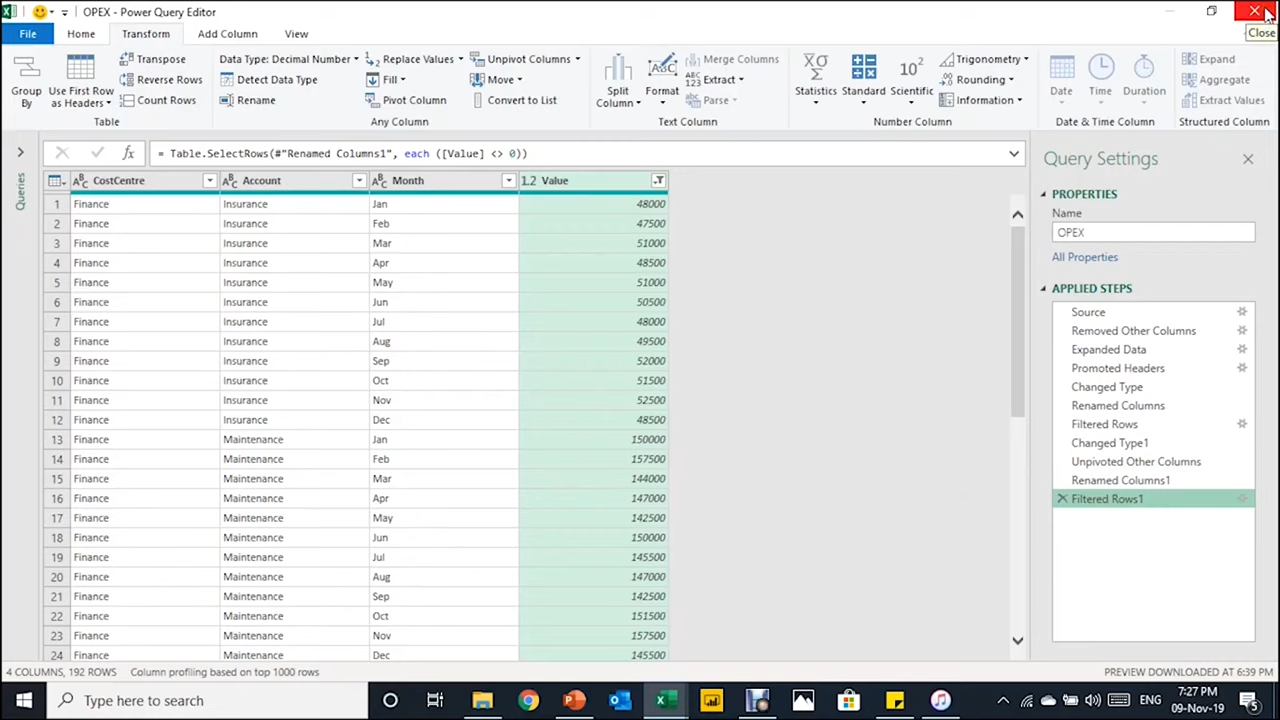 OPEX - Power Query Editor
Close
File Home Transform Add Column View
Group By
Use First Row as Headers
Transpose
Reverse Rows
Count Rows
Table
Data Type: Decimal Number
Detect Data Type
Rename
Replace Values
Fill
Pivot Column
Unpivot Columns
Move
Convert to List
Any Column
Split Column
Format
Merge Columns
Extract
Parse
Text Column
Statistics
Standard
Scientific
Trigonometry
Rounding
Information
Number Column
Date
Time
Duration
Date & Time Column
Expand
Aggregate
Extract Values
Structured Column
Queries
= Table.SelectRows(#"Renamed Columns1", each ([Value] <> 0))
CostCentre Account Month 1.2 Value
1 Finance Insurance Jan 48000
2 Finance Insurance Feb 47500
3 Finance Insurance Mar 51000
4 Finance Insurance Apr 48500
5 Finance Insurance May 51000
6 Finance Insurance Jun 50500
7 Finance Insurance Jul 48000
8 Finance Insurance Aug 49500
9 Finance Insurance Sep 52000
10 Finance Insurance Oct 51500
11 Finance Insurance Nov 52500
12 Finance Insurance Dec 48500
13 Finance Maintenance Jan 150000
14 Finance Maintenance Feb 157500
15 Finance Maintenance Mar 144000
16 Finance Maintenance Apr 147000
17 Finance Maintenance May 142500
18 Finance Maintenance Jun 150000
19 Finance Maintenance Jul 145500
20 Finance Maintenance Aug 147000
21 Finance Maintenance Sep 142500
22 Finance Maintenance Oct 151500
23 Finance Maintenance Nov 157500
24 Finance Maintenance Dec 145500
Query Settings
PROPERTIES
Name
OPEX
All Properties
APPLIED STEPS
Source
Removed Other Columns
Expanded Data
Promoted Headers
Changed Type
Renamed Columns
Filtered Rows
Changed Type1
Unpivoted Other Columns
Renamed Columns1
Filtered Rows1
4 COLUMNS, 192 ROWS Column profiling based on top 1000 rows PREVIEW DOWNLOADED AT 6:39 PM
Type here to search
ENG
7:27 PM
09-Nov-19
5